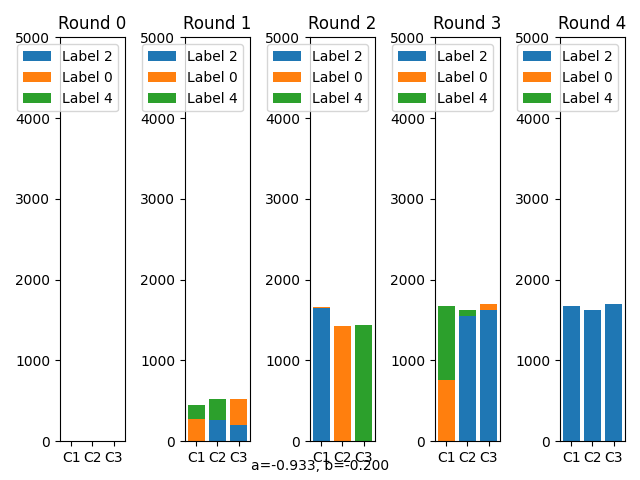 Round 0 Round 1 Round 2 Round 3 Round 4
5000 5000 5000 5000 5000
Label 2 Label 2 Label 2 Label 2 Label 2
Label 0 Label 0 Label 0 Label 0 Label 0
Label 4 Label 4 Label 4 Label 4 Label 4
4000 4000 4000 4000 4000
3000 3000 3000 3000 3000
2000 2000 2000 2000 2000
1000 1000 1000 1000 1000
0 0 0 0 0
C1 C2 C3 C1 C2 C3 C1 C2 C3 C1 C2 C3 C1 C2 C3
a=-0.933, b=-0.200